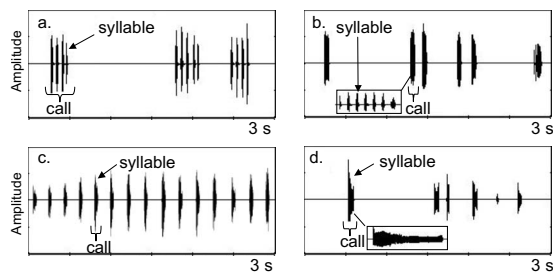 a.
syllable
Amplitude
call
3 s
b.
syllable
call
3 s
c.
syllable
Amplitude
call
3 s
d.
syllable
call
3 s